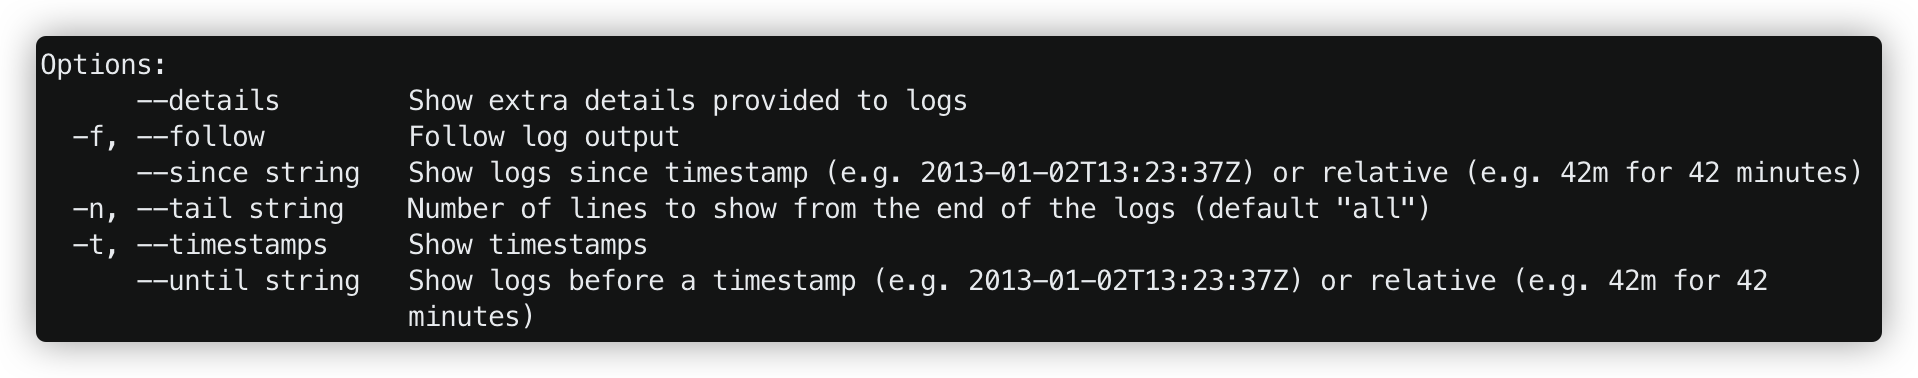 Options:
      --details        Show extra details provided to logs
  -f, --follow         Follow log output
      --since string   Show logs since timestamp (e.g. 2013-01-02T13:23:37Z) or relative (e.g. 42m for 42 minutes)
  -n, --tail string    Number of lines to show from the end of the logs (default "all")
  -t, --timestamps     Show timestamps
      --until string   Show logs before a timestamp (e.g. 2013-01-02T13:23:37Z) or relative (e.g. 42m for 42
                       minutes)